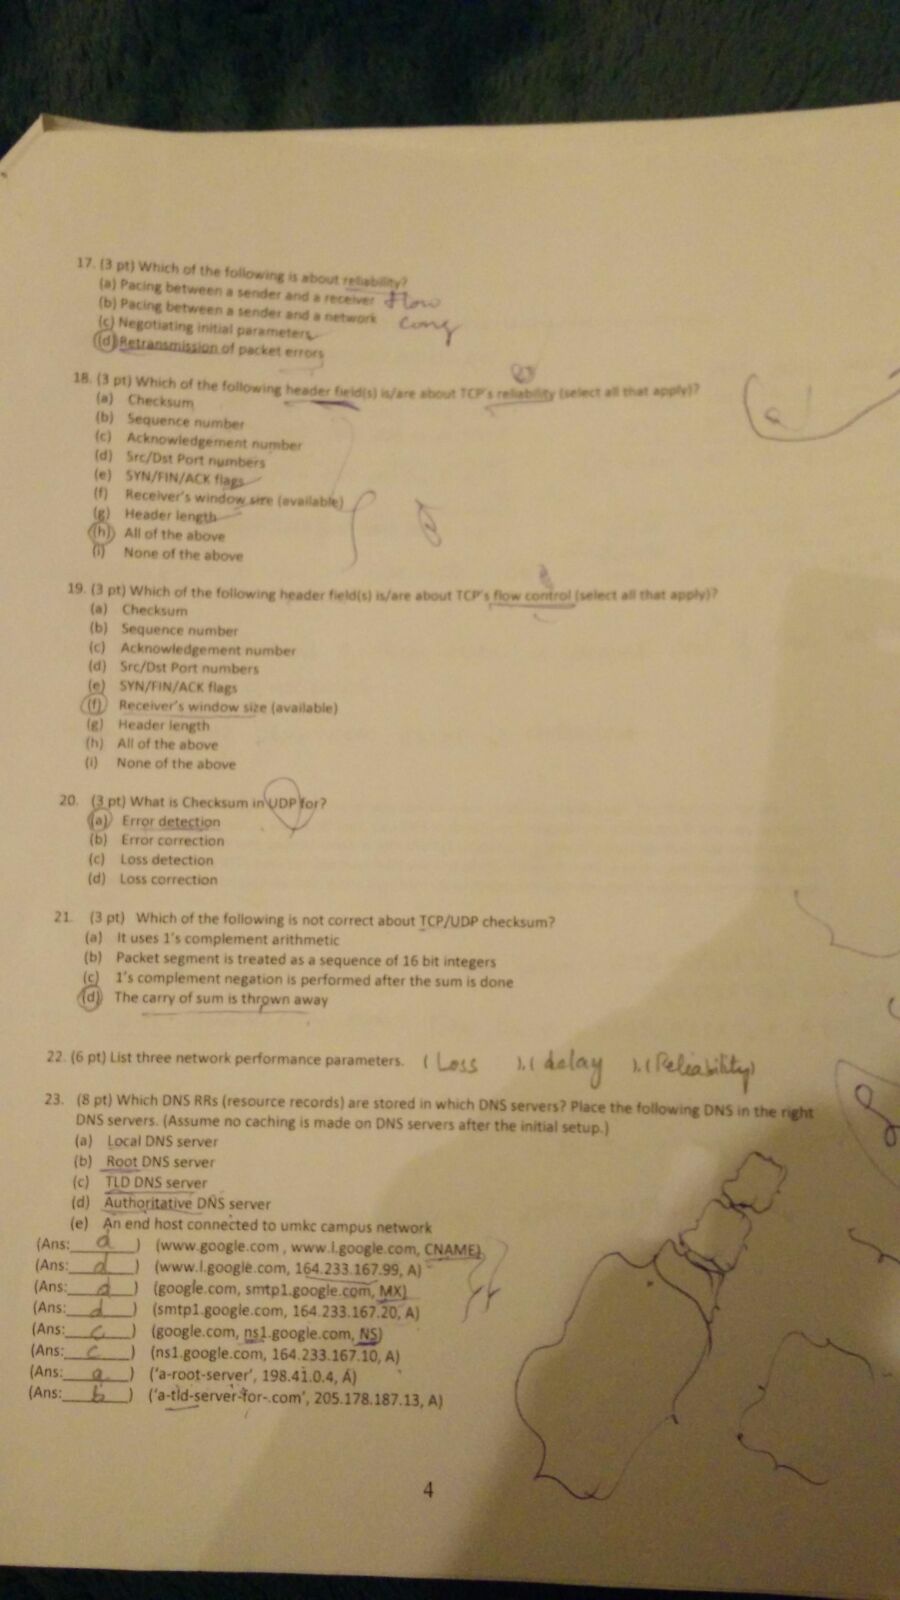 17. (3 pt) Which of the following is about reliability?
(a) Pacing between a sender and a receiver flow
(b) Pacing between a sender and a network cong
(c) Negotiating initial parameters
(d) Retransmission of packet errors
18. (3 pt) Which of the following header field(s) is/are about TCP's reliability (select all that apply)?
(a) Checksum
(b) Sequence number
(c) Acknowledgement number
(d) Src/Dst Port numbers
(e) SYN/FIN/ACK flags
(f) Receiver's window size (available)
(g) Header length
(h) All of the above
(i) None of the above
19. (3 pt) Which of the following header field(s) is/are about TCP's flow control (select all that apply)?
(a) Checksum
(b) Sequence number
(c) Acknowledgement number
(d) Src/Dst Port numbers
(e) SYN/FIN/ACK flags
(f) Receiver's window size (available)
(g) Header length
(h) All of the above
(i) None of the above
20. (3 pt) What is Checksum in UDP for?
(a) Error detection
(b) Error correction
(c) Loss detection
(d) Loss correction
21. (3 pt) Which of the following is not correct about TCP/UDP checksum?
(a) It uses 1's complement arithmetic
(b) Packet segment is treated as a sequence of 16 bit integers
(c) 1's complement negation is performed after the sum is done
(d) The carry of sum is thrown away
22. (6 pt) List three network performance parameters. ( Loss ), ( delay ), ( Reliability)
23. (8 pt) Which DNS RRs (resource records) are stored in which DNS servers? Place the following DNS in the right
DNS servers. (Assume no caching is made on DNS servers after the initial setup.)
(a) Local DNS server
(b) Root DNS server
(c) TLD DNS server
(d) Authoritative DNS server
(e) An end host connected to umkc campus network
(Ans: d ) (www.google.com , www.l.google.com, CNAME)
(Ans: d ) (www.l.google.com, 164.233.167.99, A)
(Ans: d ) (google.com, smtp1.google.com, MX)
(Ans: d ) (smtp1.google.com, 164.233.167.20, A)
(Ans: c ) (google.com, ns1.google.com, NS)
(Ans: c ) (ns1.google.com, 164.233.167.10, A)
(Ans: a ) ('a-root-server', 198.41.0.4, A)
(Ans: b ) ('a-tld-server-for-.com', 205.178.187.13, A)
4